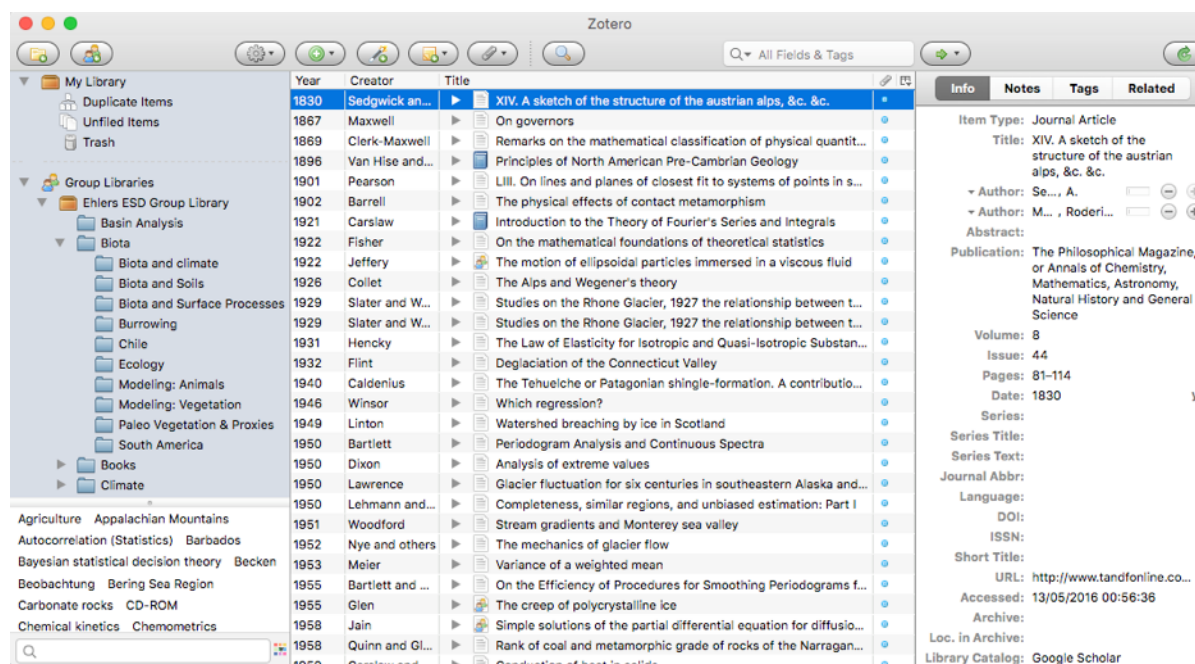 Zotero
All Fields & Tags
My Library
Duplicate Items
Unfiled Items
Trash
Group Libraries
Ehlers ESD Group Library
Basin Analysis
Biota
Biota and climate
Biota and Soils
Biota and Surface Processes
Burrowing
Chile
Ecology
Modeling: Animals
Modeling: Vegetation
Paleo Vegetation & Proxies
South America
Books
Climate
Agriculture Appalachian Mountains
Autocorrelation (Statistics) Barbados
Bayesian statistical decision theory Becken
Beobachtung Bering Sea Region
Carbonate rocks CD-ROM
Chemical kinetics Chemometrics
Year Creator Title
1830 Sedgwick an... XIV. A sketch of the structure of the austrian alps, &c. &c.
1867 Maxwell On governors
1869 Clerk-Maxwell Remarks on the mathematical classification of physical quantit...
1896 Van Hise and... Principles of North American Pre-Cambrian Geology
1901 Pearson LIII. On lines and planes of closest fit to systems of points in s...
1902 Barrell The physical effects of contact metamorphism
1921 Carslaw Introduction to the Theory of Fourier's Series and Integrals
1922 Fisher On the mathematical foundations of theoretical statistics
1922 Jeffery The motion of ellipsoidal particles immersed in a viscous fluid
1926 Collet The Alps and Wegener's theory
1929 Slater and W... Studies on the Rhone Glacier, 1927 the relationship between t...
1929 Slater and W... Studies on the Rhone Glacier, 1927 the relationship between t...
1931 Hencky The Law of Elasticity for Isotropic and Quasi-Isotropic Substan...
1932 Flint Deglaciation of the Connecticut Valley
1940 Caldenius The Tehuelche or Patagonian shingle-formation. A contributio...
1946 Winsor Which regression?
1949 Linton Watershed breaching by ice in Scotland
1950 Bartlett Periodogram Analysis and Continuous Spectra
1950 Dixon Analysis of extreme values
1950 Lawrence Glacier fluctuation for six centuries in southeastern Alaska and...
1950 Lehmann and... Completeness, similar regions, and unbiased estimation: Part I
1951 Woodford Stream gradients and Monterey sea valley
1952 Nye and others The mechanics of glacier flow
1953 Meier Variance of a weighted mean
1955 Bartlett and ... On the Efficiency of Procedures for Smoothing Periodograms f...
1955 Glen The creep of polycrystalline ice
1958 Jain Simple solutions of the partial differential equation for diffusio...
1958 Quinn and Gl... Rank of coal and metamorphic grade of rocks of the Narragan...
Info Notes Tags Related
Item Type: Journal Article
Title: XIV. A sketch of the
structure of the austrian
alps, &c. &c.
Author: Se..., A.
Author: M... , Roderi...
Abstract:
Publication: The Philosophical Magazine,
or Annals of Chemistry,
Mathematics, Astronomy,
Natural History and General
Science
Volume: 8
Issue: 44
Pages: 81–114
Date: 1830
Series:
Series Title:
Series Text:
Journal Abbr:
Language:
DOI:
ISSN:
Short Title:
URL: http://www.tandfonline.co...
Accessed: 13/05/2016 00:56:36
Archive:
Loc. in Archive:
Library Catalog: Google Scholar